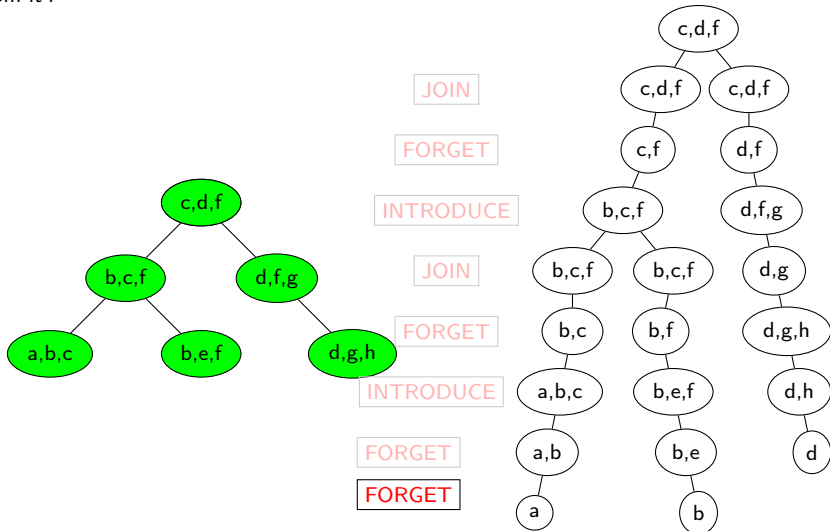 c,d,f
b,c,f d,f,g
a,b,c b,e,f d,g,h
JOIN
FORGET
INTRODUCE
JOIN
FORGET
INTRODUCE
FORGET
FORGET
c,d,f
c,d,f c,d,f
c,f d,f
b,c,f d,f,g
b,c,f b,c,f d,g
b,c b,f d,g,h
a,b,c b,e,f d,h
a,b b,e d
a b